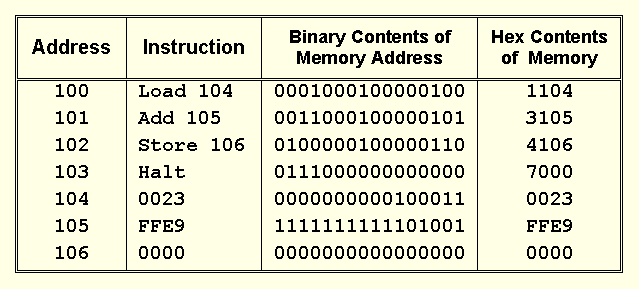 Address Instruction Binary Contents of Memory Address Hex Contents of Memory
100 Load 104 0001000100000100 1104
101 Add 105 0011000100000101 3105
102 Store 106 0100000100000110 4106
103 Halt 0111000000000000 7000
104 0023 0000000000100011 0023
105 FFE9 1111111111101001 FFE9
106 0000 0000000000000000 0000